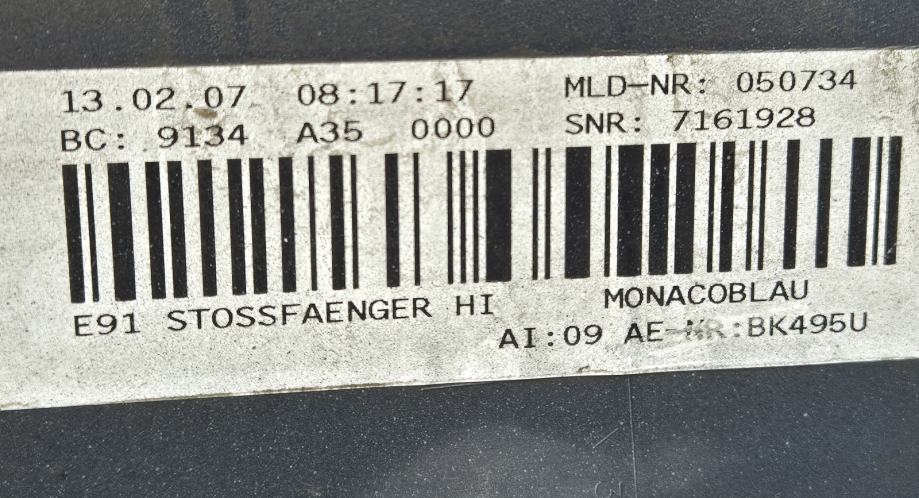 13.02.07 08:17:17 MLD-NR: 050734
BC: 9134 A35 0000 SNR: 7161928
E91 STOSSFAENGER HI MONACOBLAU
AI:09 AE-NR:BK495U